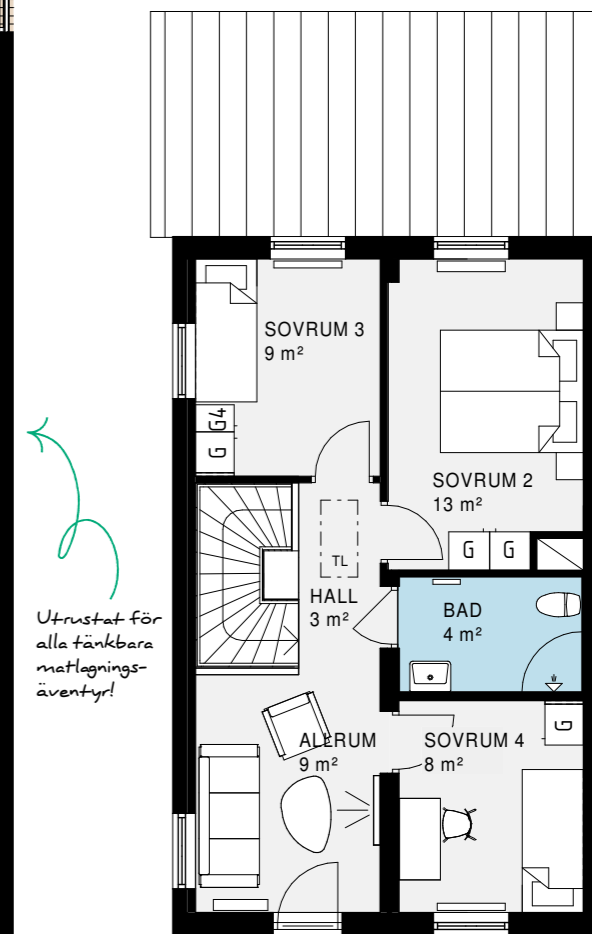 SOVRUM 3
9 m²
G4
G
SOVRUM 2
13 m²
G G
TL
HALL
3 m²
BAD
4 m²
Utrustat för
alla tänkbara
matlagnings-
äventyr!
ALLRUM
9 m²
SOVRUM 4
8 m²
G